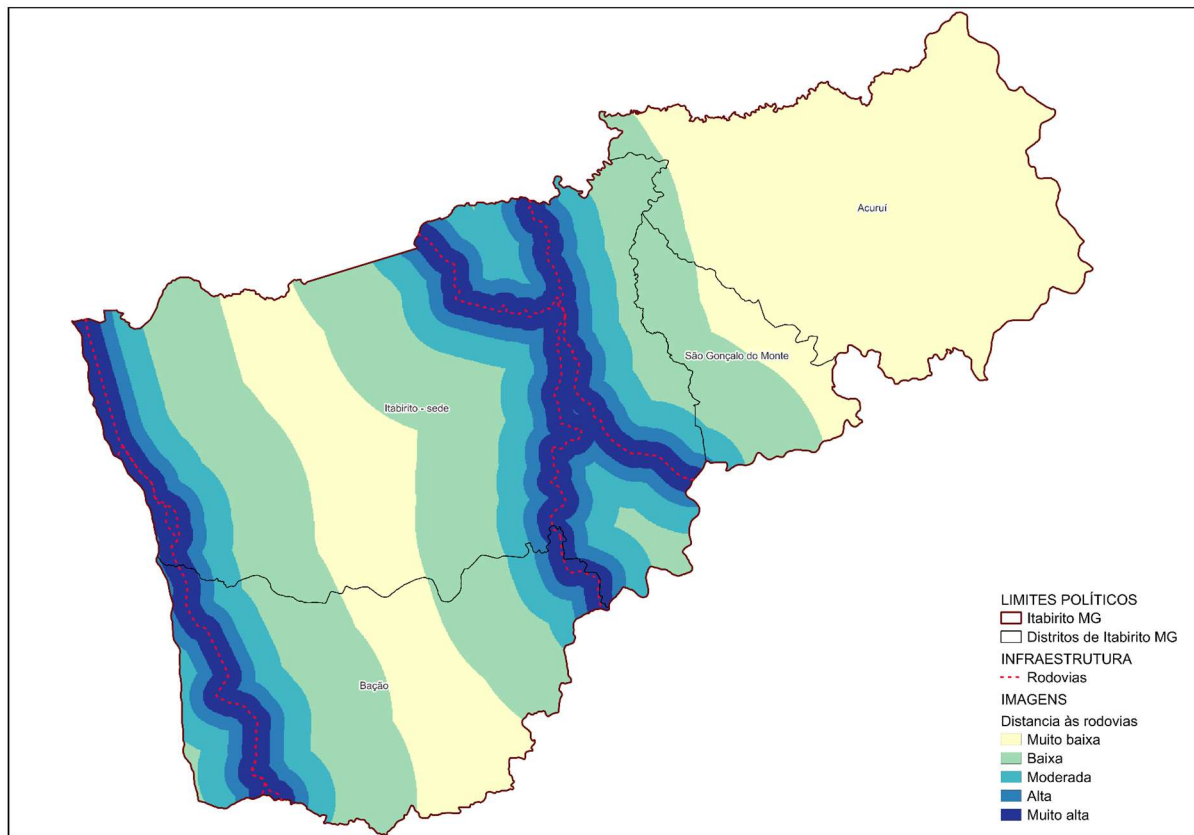 Acuruí
São Gonçalo do Monte
Itabirito - sede
Bação
LIMITES POLÍTICOS
Itabirito MG
Distritos de Itabirito MG
INFRAESTRUTURA
Rodovias
IMAGENS
Distancia às rodovias
Muito baixa
Baixa
Moderada
Alta
Muito alta